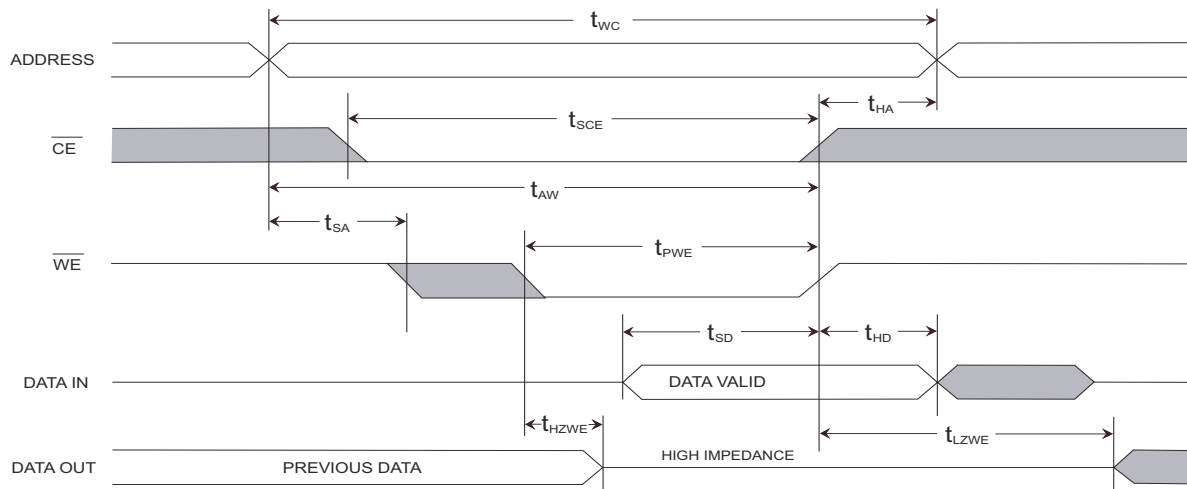 tWC
ADDRESS
tHA
tSCE
CE
tAW
tSA
tPWE
WE
tSD
tHD
DATA IN
DATA VALID
tHZWE
tLZWE
DATA OUT
PREVIOUS DATA
HIGH IMPEDANCE